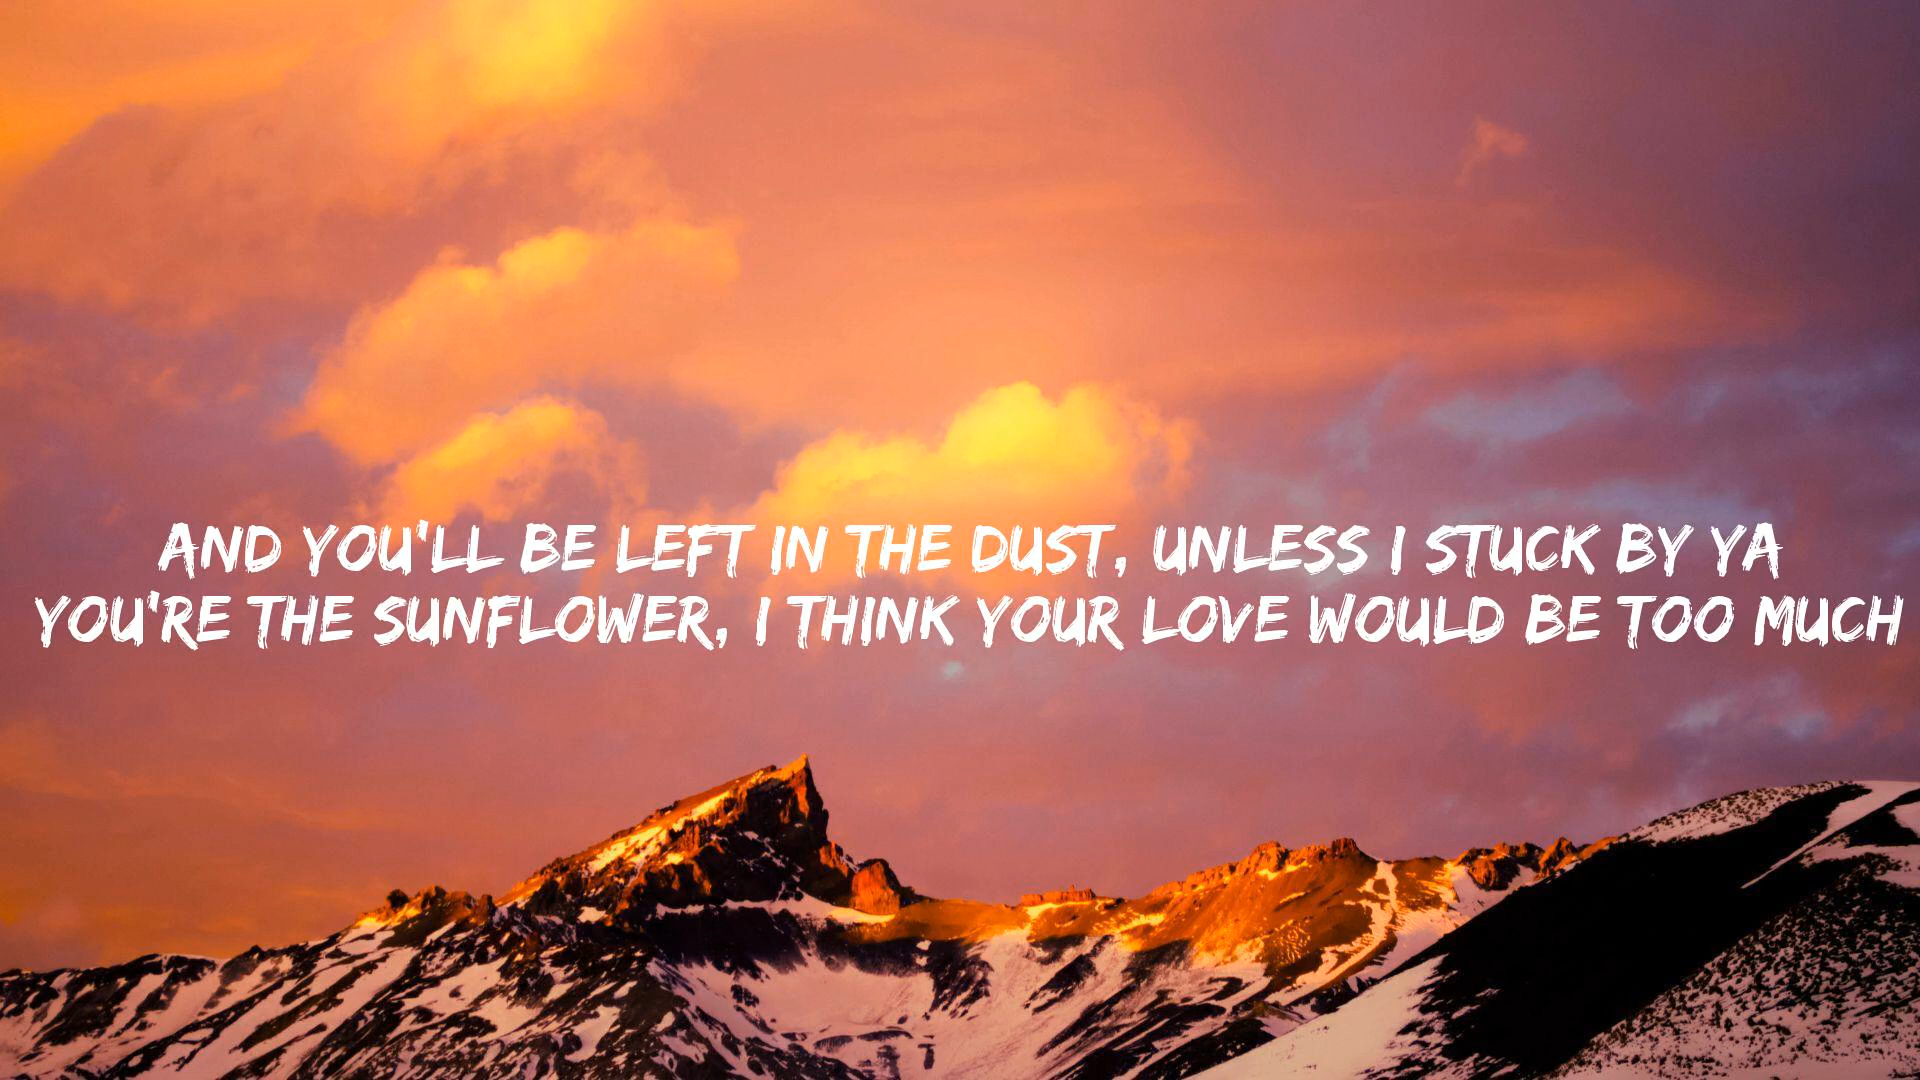 AND YOU'LL BE LEFT IN THE DUST, UNLESS I STUCK BY YA
YOU'RE THE SUNFLOWER, I THINK YOUR LOVE WOULD BE TOO MUCH